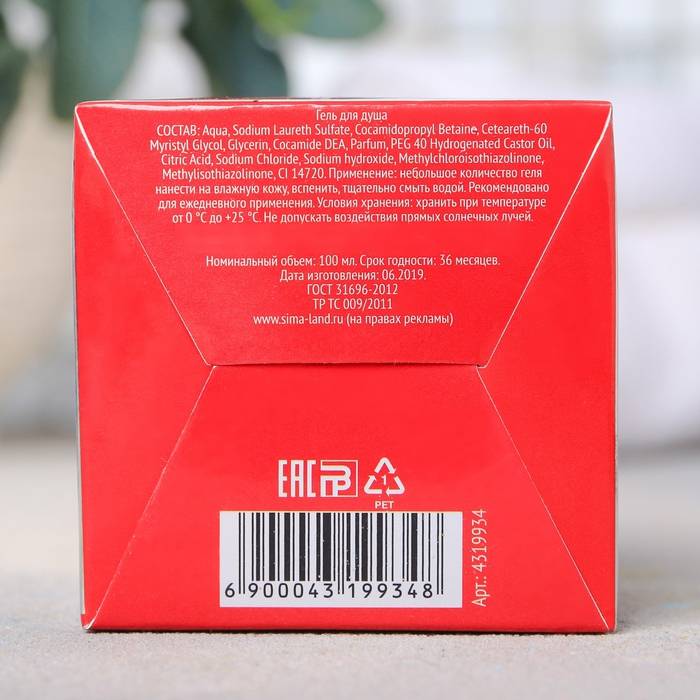 Гель для душа
СОСТАВ: Aqua, Sodium Laureth Sulfate, Cocamidopropyl Betaine, Ceteareth-60
Myristyl Glycol, Glycerin, Cocamide DEA, Parfum, PEG 40 Hydrogenated Castor Oil,
Citric Acid, Sodium Chloride, Sodium hydroxide, Methylchloroisothiazolinone,
Methylisothiazolinone, CI 14720. Применение: небольшое количество геля
нанести на влажную кожу, вспенить, тщательно смыть водой. Рекомендовано
для ежедневного применения. Условия хранения: хранить при температуре
от 0 °С до +25 °С. Не допускать воздействия прямых солнечных лучей.
Номинальный объем: 100 мл. Срок годности: 36 месяцев.
Дата изготовления: 06.2019.
ГОСТ 31696-2012
ТР ТС 009/2011
www.sima-land.ru (на правах рекламы)
EAC
1
PET
6 900043 199348
Арт.: 4319934